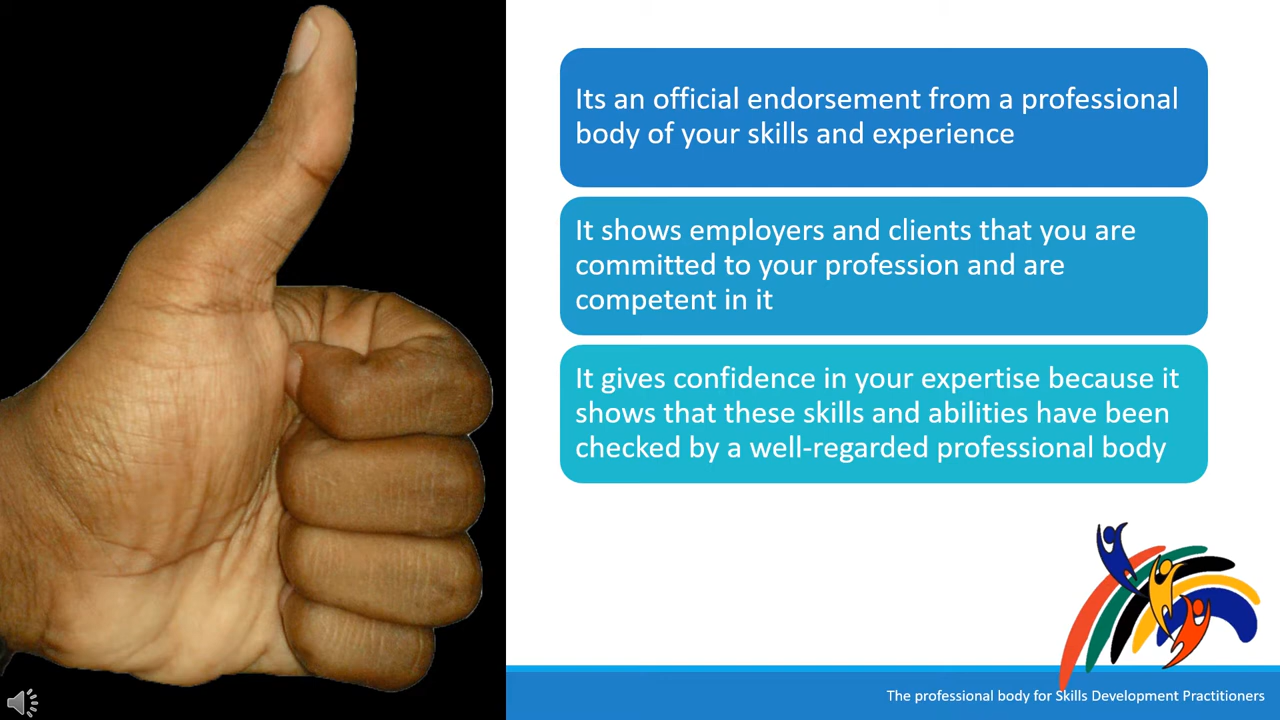 Its an official endorsement from a professional
body of your skills and experience
It shows employers and clients that you are
committed to your profession and are
competent in it
It gives confidence in your expertise because it
shows that these skills and abilities have been
checked by a well-regarded professional body
The professional body for Skills Development Practitioners